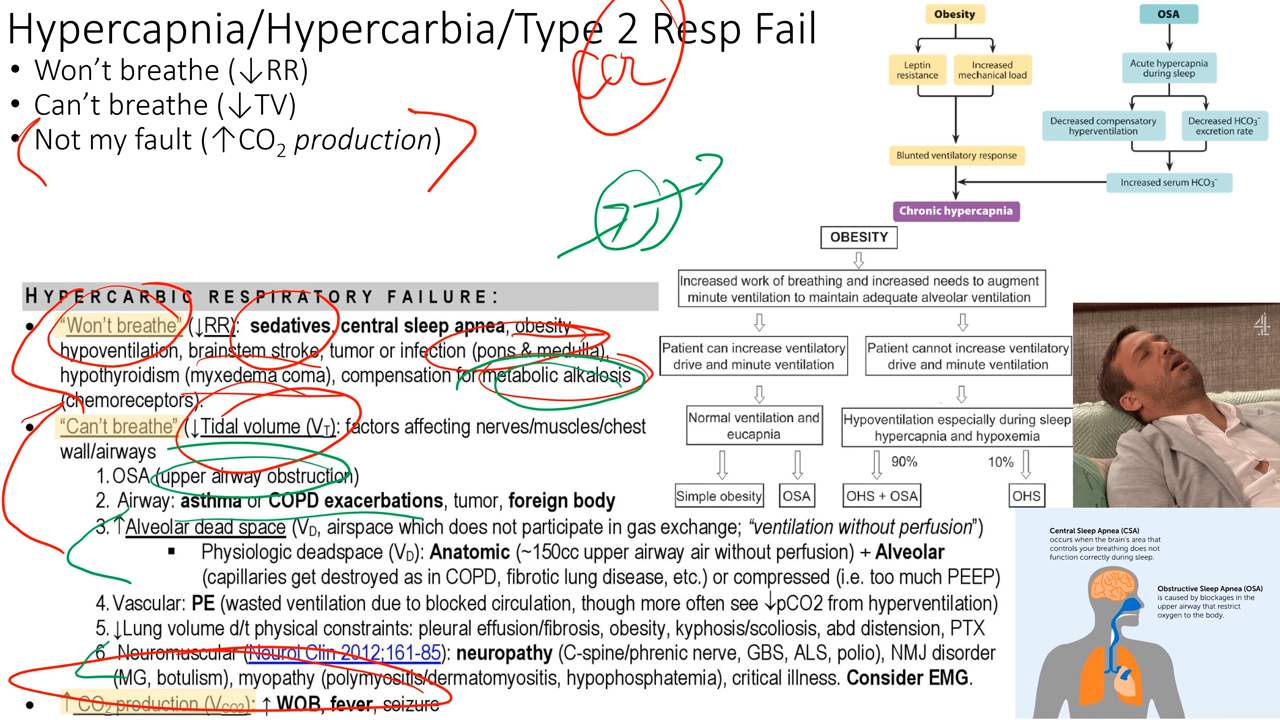 Hypercapnia/Hypercarbia/Type 2 Resp Fail
• Won't breathe (↓RR)
• Can't breathe (↓TV)
• Not my fault (↑CO₂ production)
Obesity
OSA
Leptin
resistance
Increased
mechanical load
Acute hypercapnia
during sleep
Decreased compensatory
hyperventilation
Decreased HCO₃⁻
excretion rate
Blunted ventilatory response
Increased serum HCO₃⁻
Chronic hypercapnia
OBESITY
Increased work of breathing and increased needs to augment
minute ventilation to maintain adequate alveolar ventilation
Patient can increase ventilatory
drive and minute ventilation
Patient cannot increase ventilatory
drive and minute ventilation
Normal ventilation and
eucapnia
Hypoventilation especially during sleep
hypercapnia and hypoxemia
90%
10%
Simple obesity
OSA
OHS + OSA
OHS
HYPERCARBIC RESPIRATORY FAILURE:
• "Won't breathe" (↓RR): sedatives, central sleep apnea, obesity
hypoventilation, brainstem stroke, tumor or infection (pons & medulla),
hypothyroidism (myxedema coma), compensation for metabolic alkalosis
(chemoreceptors).
• "Can't breathe" (↓Tidal volume (V_T): factors affecting nerves/muscles/chest
wall/airways
1. OSA (upper airway obstruction)
2. Airway: asthma or COPD exacerbations, tumor, foreign body
3. ↑Alveolar dead space (V_D, airspace which does not participate in gas exchange; "ventilation without perfusion")
▪ Physiologic deadspace (V_D): Anatomic (~150cc upper airway air without perfusion) + Alveolar
(capillaries get destroyed as in COPD, fibrotic lung disease, etc.) or compressed (i.e. too much PEEP)
4. Vascular: PE (wasted ventilation due to blocked circulation, though more often see ↓pCO2 from hyperventilation)
5. ↓Lung volume d/t physical constraints: pleural effusion/fibrosis, obesity, kyphosis/scoliosis, abd distension, PTX
6. Neuromuscular (Neurol Clin 2012;161-85): neuropathy (C-spine/phrenic nerve, GBS, ALS, polio), NMJ disorder
(MG, botulism), myopathy (polymyositis/dermatomyositis, hypophosphatemia), critical illness. Consider EMG.
• ↑ CO₂ production (V_CO2): ↑ WOB, fever, seizure
4
Central Sleep Apnea (CSA)
occurs when the brain's area that
controls your breathing does not
function correctly during sleep.
Obstructive Sleep Apnea (OSA)
is caused by blockages in the
upper airway that restrict
oxygen to the body.